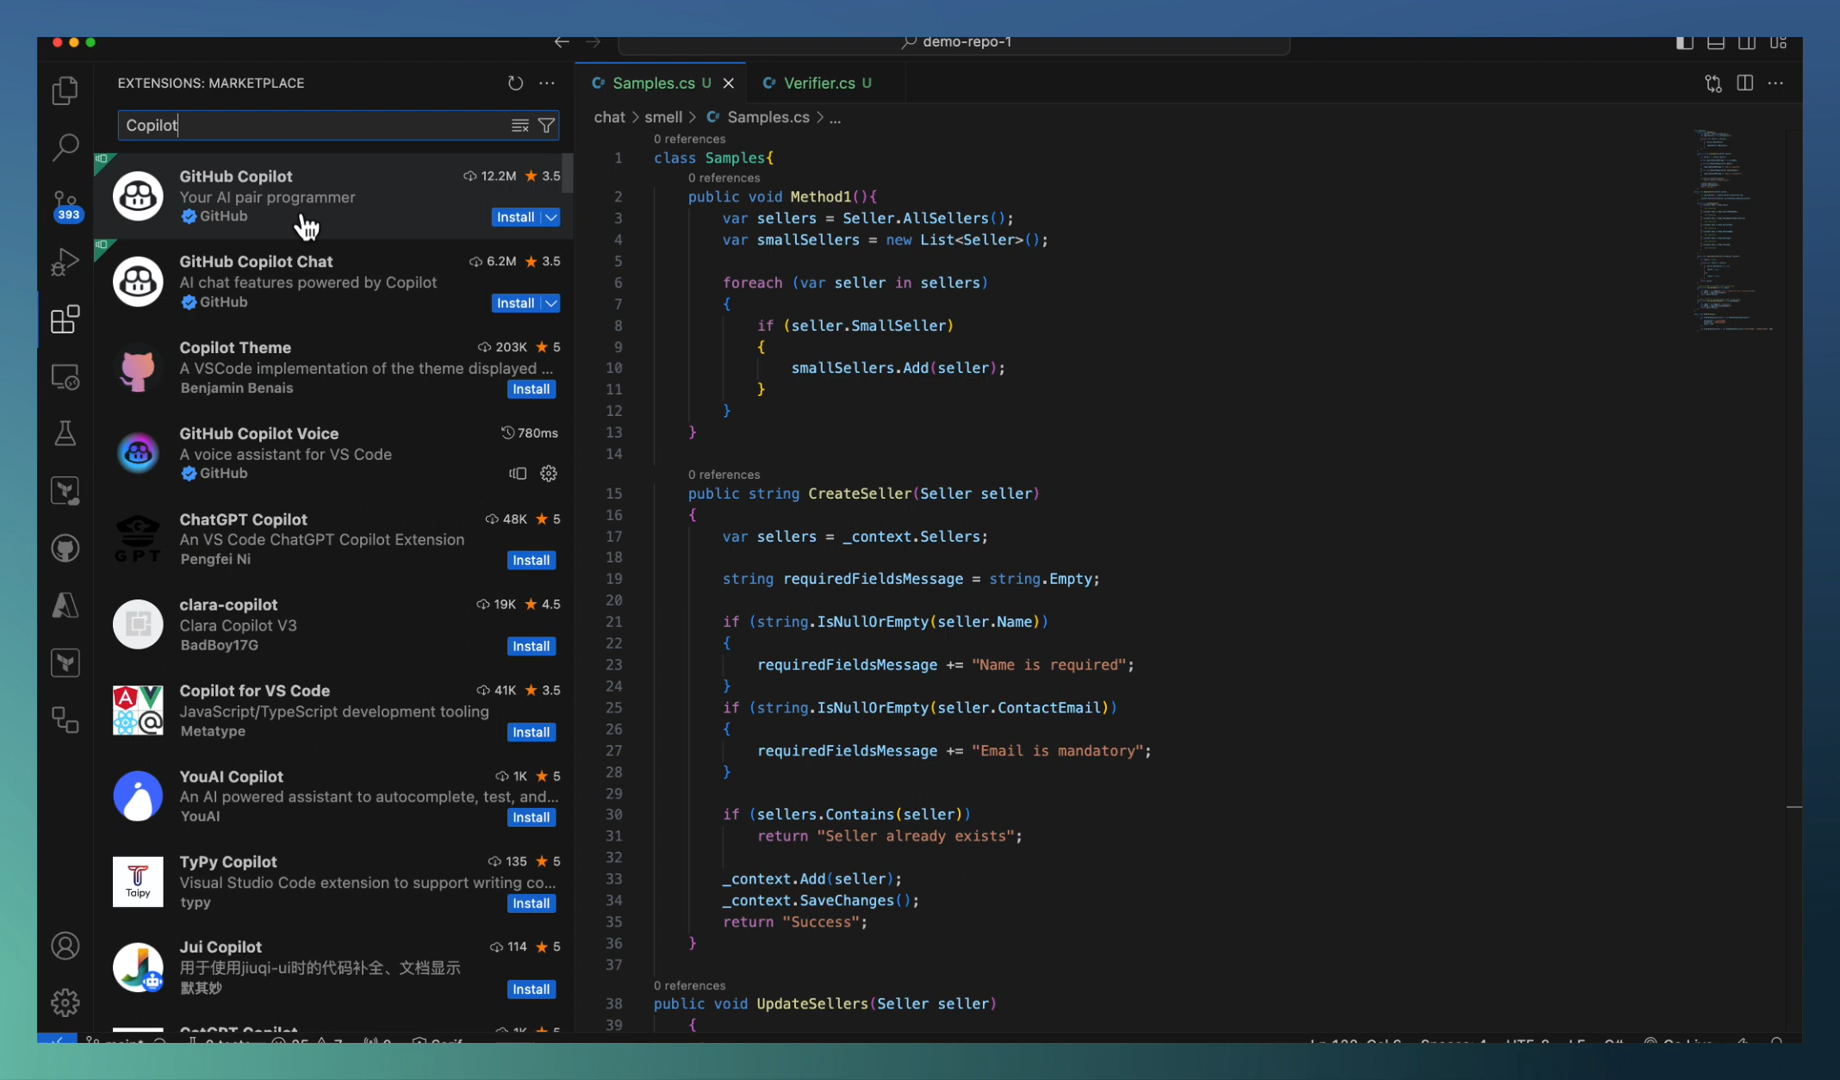 demo-repo-1
EXTENSIONS: MARKETPLACE
Copilot
GitHub Copilot 12.2M 3.5
Your AI pair programmer
GitHub Install
GitHub Copilot Chat 6.2M 3.5
AI chat features powered by Copilot
GitHub Install
Copilot Theme 203K 5
A VSCode implementation of the theme displayed ...
Benjamin Benais Install
GitHub Copilot Voice 780ms
A voice assistant for VS Code
GitHub
ChatGPT Copilot 48K 5
An VS Code ChatGPT Copilot Extension
GPT
Pengfei Ni Install
clara-copilot 19K 4.5
Clara Copilot V3
BadBoy17G Install
Copilot for VS Code 41K 3.5
JavaScript/TypeScript development tooling
Metatype Install
YouAI Copilot 1K 5
An AI powered assistant to autocomplete, test, and...
YouAI Install
TyPy Copilot 135 5
Visual Studio Code extension to support writing co...
Taipy
typy Install
Jui Copilot 114 5
用于使用jiuqi-ui时的代码补全、文档显示
默其妙 Install
393
Samples.cs U
Verifier.cs U
chat > smell > Samples.cs > ...
0 references
1 class Samples{
0 references
2 public void Method1(){
3 var sellers = Seller.AllSellers();
4 var smallSellers = new List<Seller>();
5
6 foreach (var seller in sellers)
7 {
8 if (seller.SmallSeller)
9 {
10 smallSellers.Add(seller);
11 }
12 }
13 }
14
0 references
15 public string CreateSeller(Seller seller)
16 {
17 var sellers = _context.Sellers;
18
19 string requiredFieldsMessage = string.Empty;
20
21 if (string.IsNullOrEmpty(seller.Name))
22 {
23 requiredFieldsMessage += "Name is required";
24 }
25 if (string.IsNullOrEmpty(seller.ContactEmail))
26 {
27 requiredFieldsMessage += "Email is mandatory";
28 }
29
30 if (sellers.Contains(seller))
31 return "Seller already exists";
32
33 _context.Add(seller);
34 _context.SaveChanges();
35 return "Success";
36 }
37
0 references
38 public void UpdateSellers(Seller seller)
39 {